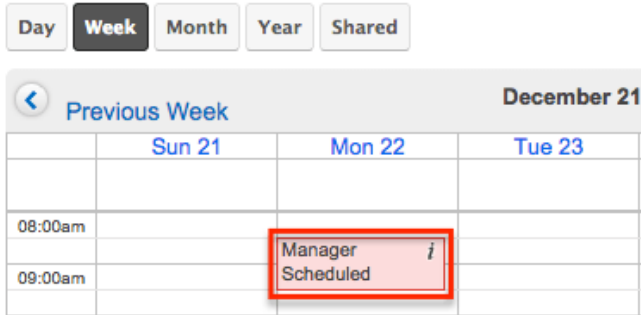 Day Week Month Year Shared
Previous Week December 21
Sun 21 Mon 22 Tue 23
08:00am
Manager i
Scheduled
09:00am